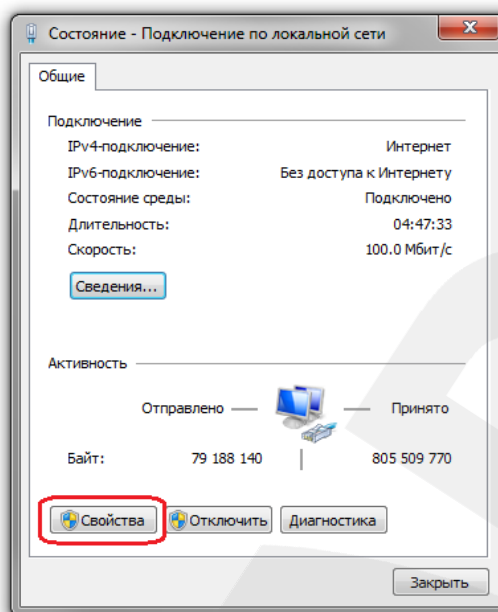 Состояние - Подключение по локальной сети
Общие
Подключение
IPv4-подключение: Интернет
IPv6-подключение: Без доступа к Интернету
Состояние среды: Подключено
Длительность: 04:47:33
Скорость: 100.0 Мбит/с
Сведения...
Активность
Отправлено — — Принято
Байт: 79 188 140 | 805 509 770
Свойства Отключить Диагностика
Закрыть